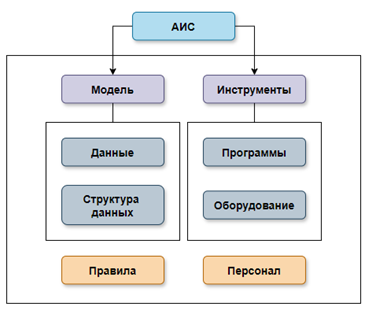 АИС
Модель
Инструменты
Данные
Программы
Структура
данных
Оборудование
Правила
Персонал